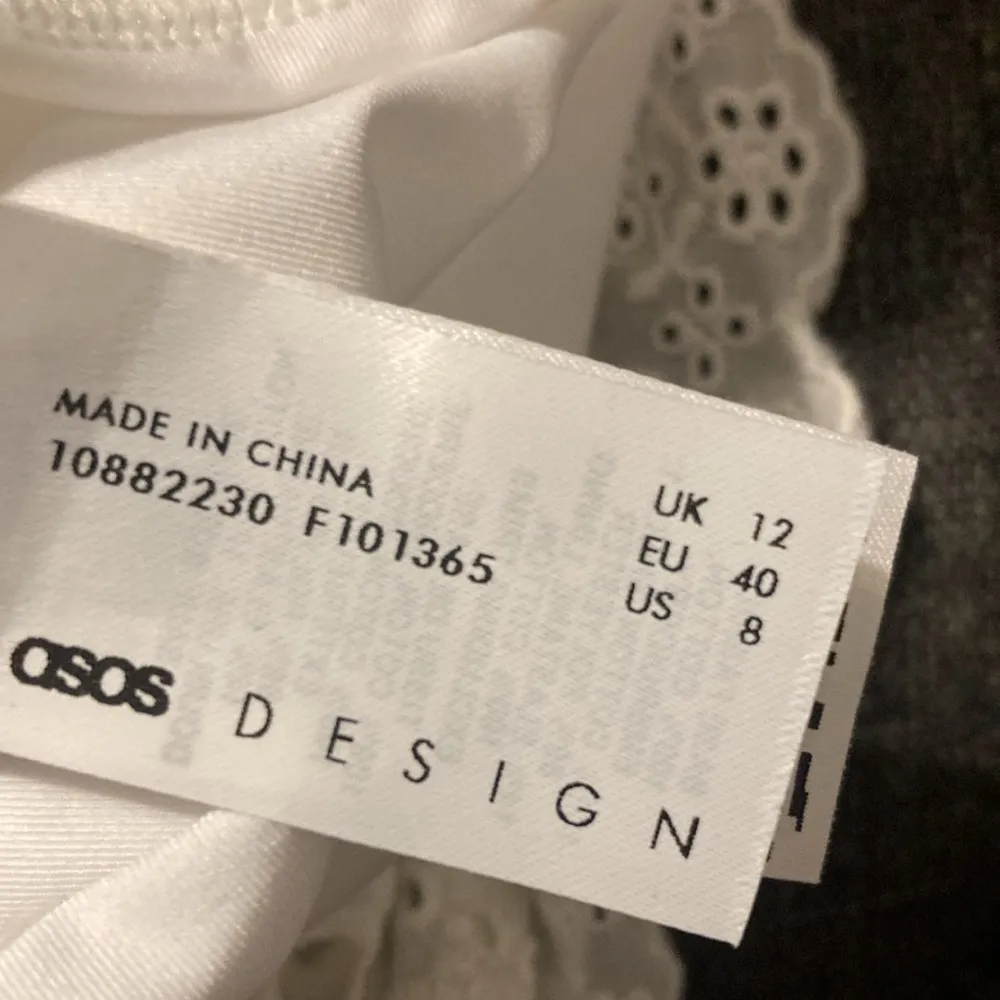 MADE IN CHINA
10882230 F101365
UK 12
EU 40
US 8
asos DESIGN